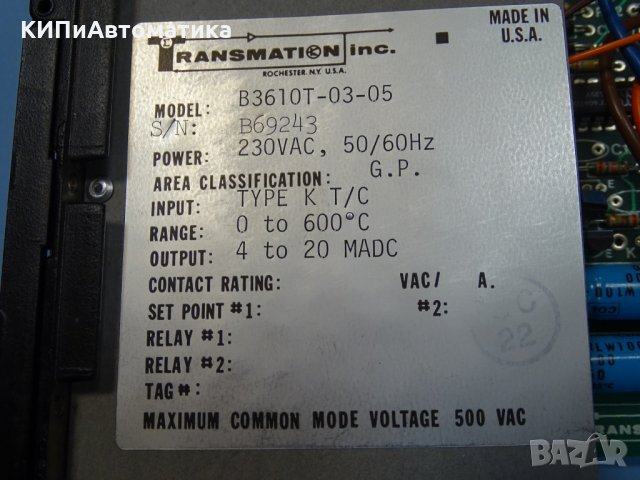 КИПиАвтоматика
TRANSMATION inc.
ROCHESTER. N.Y. U.S.A.
MADE IN
U.S.A.
MODEL: B3610T-03-05
S/N: B69243
POWER: 230VAC, 50/60Hz
AREA CLASSIFICATION: G.P.
INPUT: TYPE K T/C
RANGE: 0 to 600°C
OUTPUT: 4 to 20 MADC
CONTACT RATING: VAC/ A.
SET POINT #1: #2:
RELAY #1:
RELAY #2:
TAG #:
MAXIMUM COMMON MODE VOLTAGE 500 VAC
22
BAZAR.BG